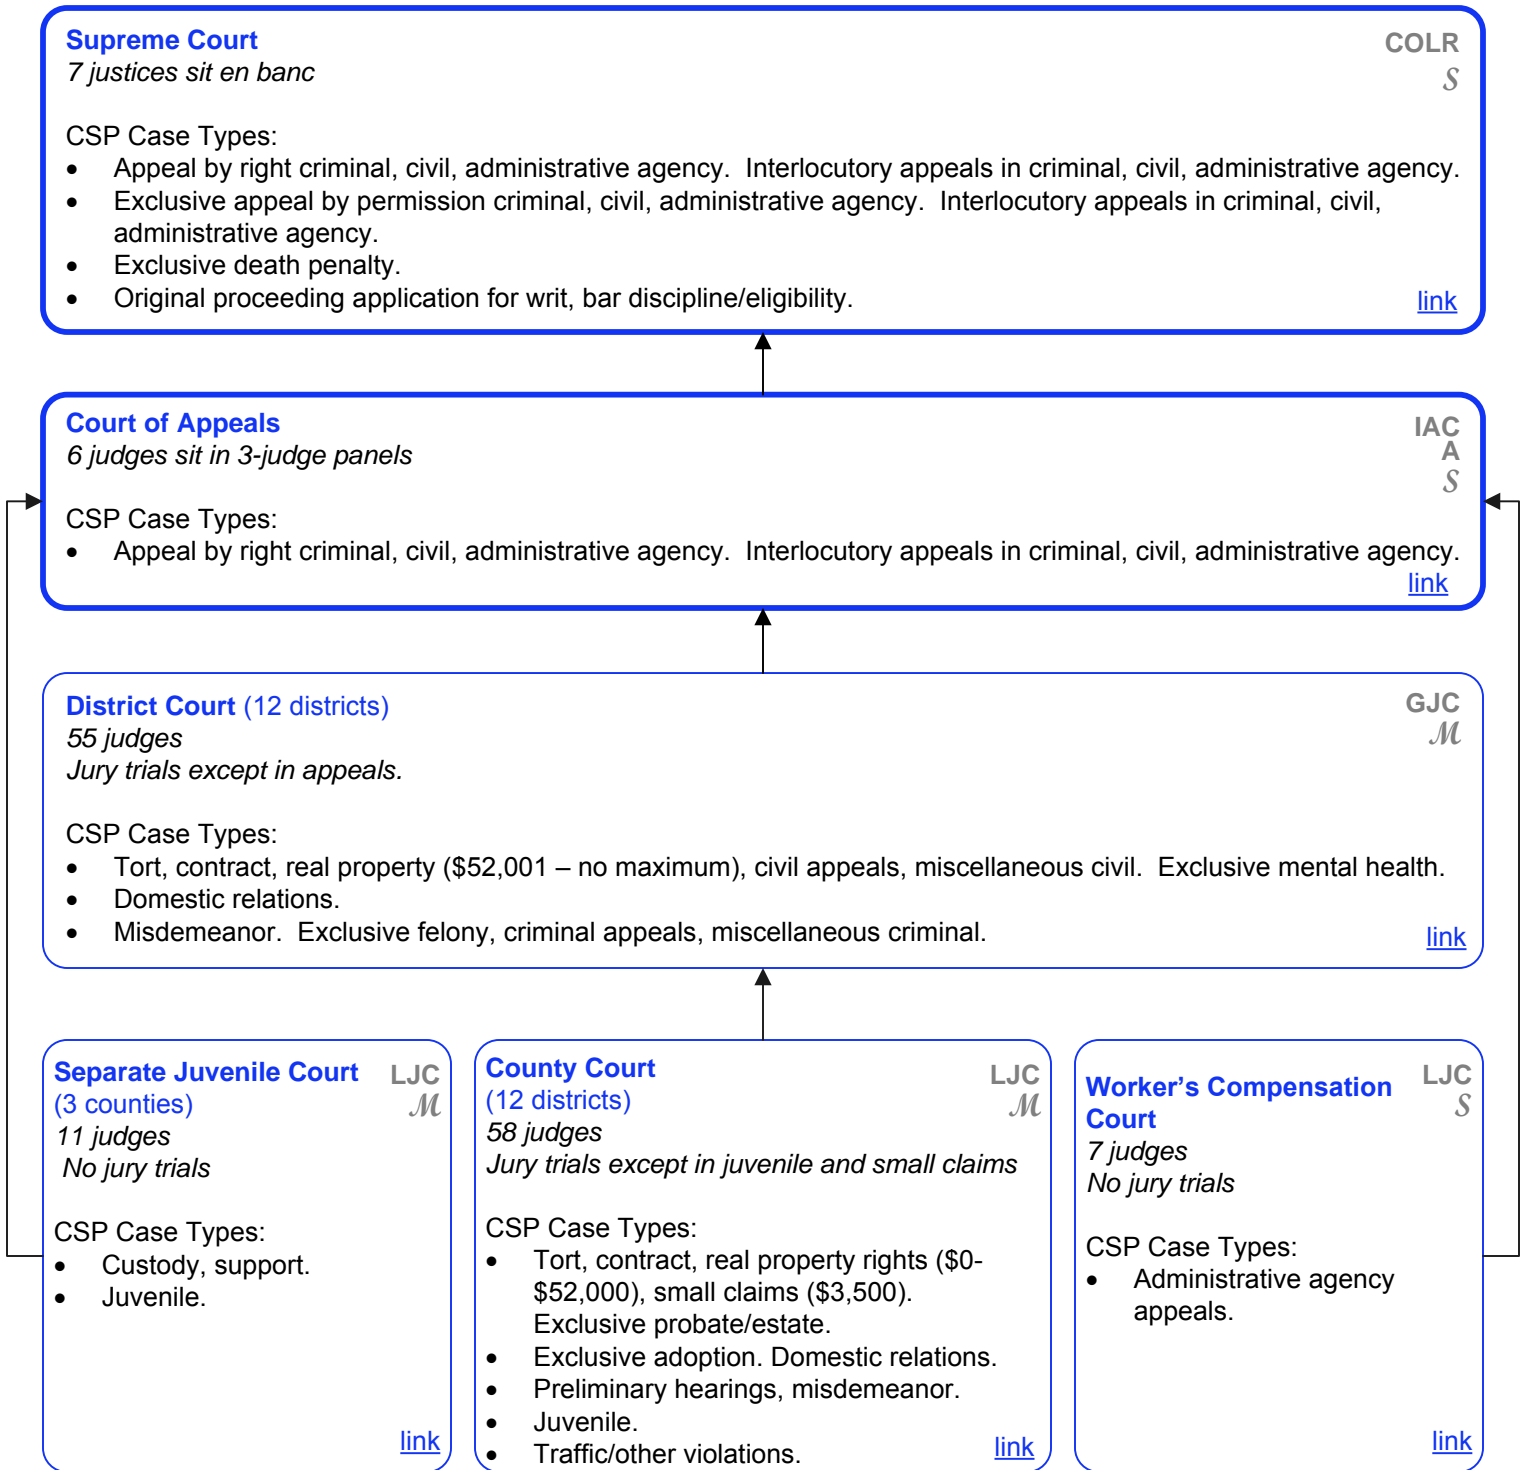 Supreme Court
COLR
7 justices sit en banc
S
CSP Case Types:
• Appeal by right criminal, civil, administrative agency.  Interlocutory appeals in criminal, civil, administrative agency.
• Exclusive appeal by permission criminal, civil, administrative agency.  Interlocutory appeals in criminal, civil,
administrative agency.
• Exclusive death penalty.
• Original proceeding application for writ, bar discipline/eligibility.
link
Court of Appeals
IAC
6 judges sit in 3-judge panels
A
S
CSP Case Types:
• Appeal by right criminal, civil, administrative agency.  Interlocutory appeals in criminal, civil, administrative agency.
link
District Court (12 districts)
GJC
55 judges
M
Jury trials except in appeals.
CSP Case Types:
• Tort, contract, real property ($52,001 – no maximum), civil appeals, miscellaneous civil.  Exclusive mental health.
• Domestic relations.
• Misdemeanor.  Exclusive felony, criminal appeals, miscellaneous criminal.
link
Separate Juvenile Court
LJC
(3 counties)
M
11 judges
No jury trials
CSP Case Types:
• Custody, support.
• Juvenile.
link
County Court
LJC
(12 districts)
M
58 judges
Jury trials except in juvenile and small claims
CSP Case Types:
• Tort, contract, real property rights ($0-
$52,000), small claims ($3,500).
Exclusive probate/estate.
• Exclusive adoption. Domestic relations.
• Preliminary hearings, misdemeanor.
• Juvenile.
• Traffic/other violations.
link
Worker's Compensation
LJC
Court
S
7 judges
No jury trials
CSP Case Types:
• Administrative agency
appeals.
link